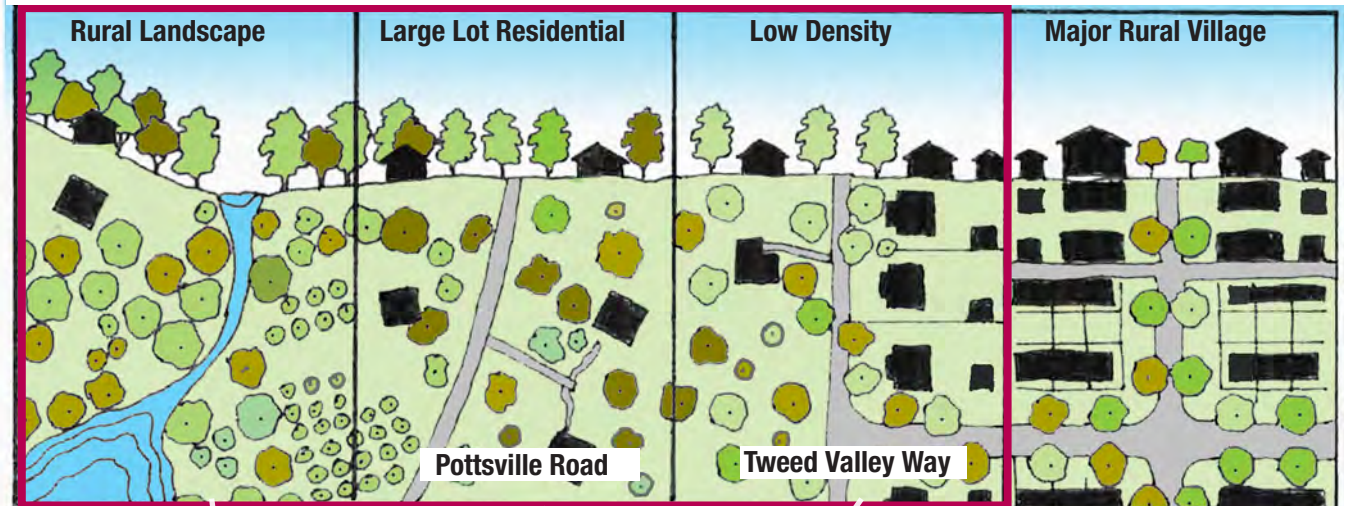 Rural Landscape
Large Lot Residential
Low Density
Major Rural Village
Pottsville Road
Tweed Valley Way